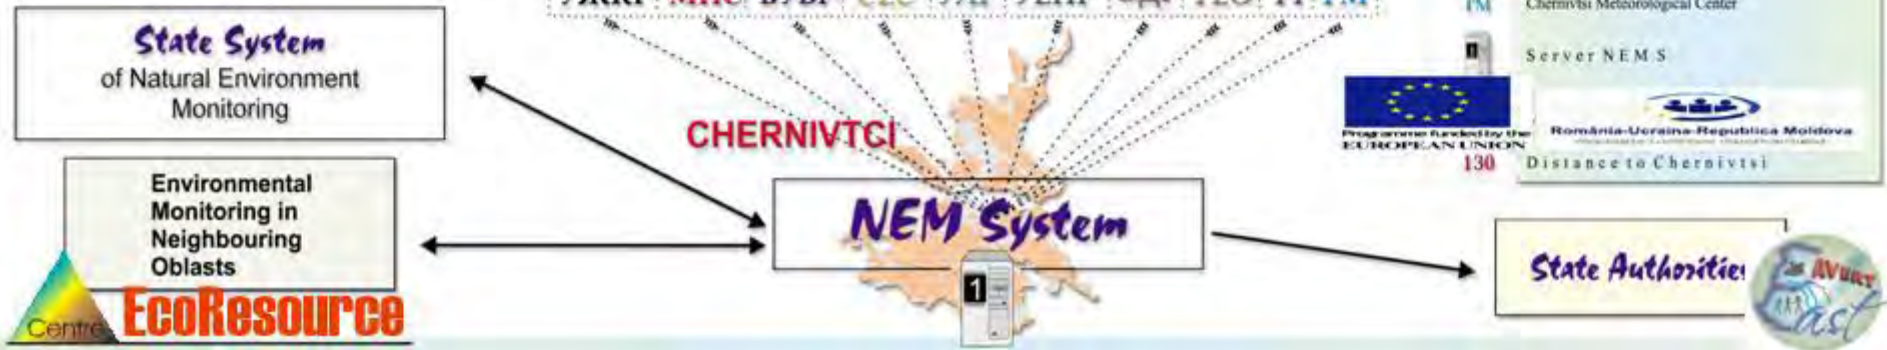 ГМ
Chernivtsi Meteorological Center
State System
of Natural Environment
Monitoring
1
Server NEMS
CHERNIVTCI
Programme funded by the
EUROPEAN UNION
România-Ucraina-Republica Moldova
130
Distance to Chernivtsi
Environmental
Monitoring in
Neighbouring
Oblasts
NEM System
1
State Authorities
Centre EcoResource
East AVERT